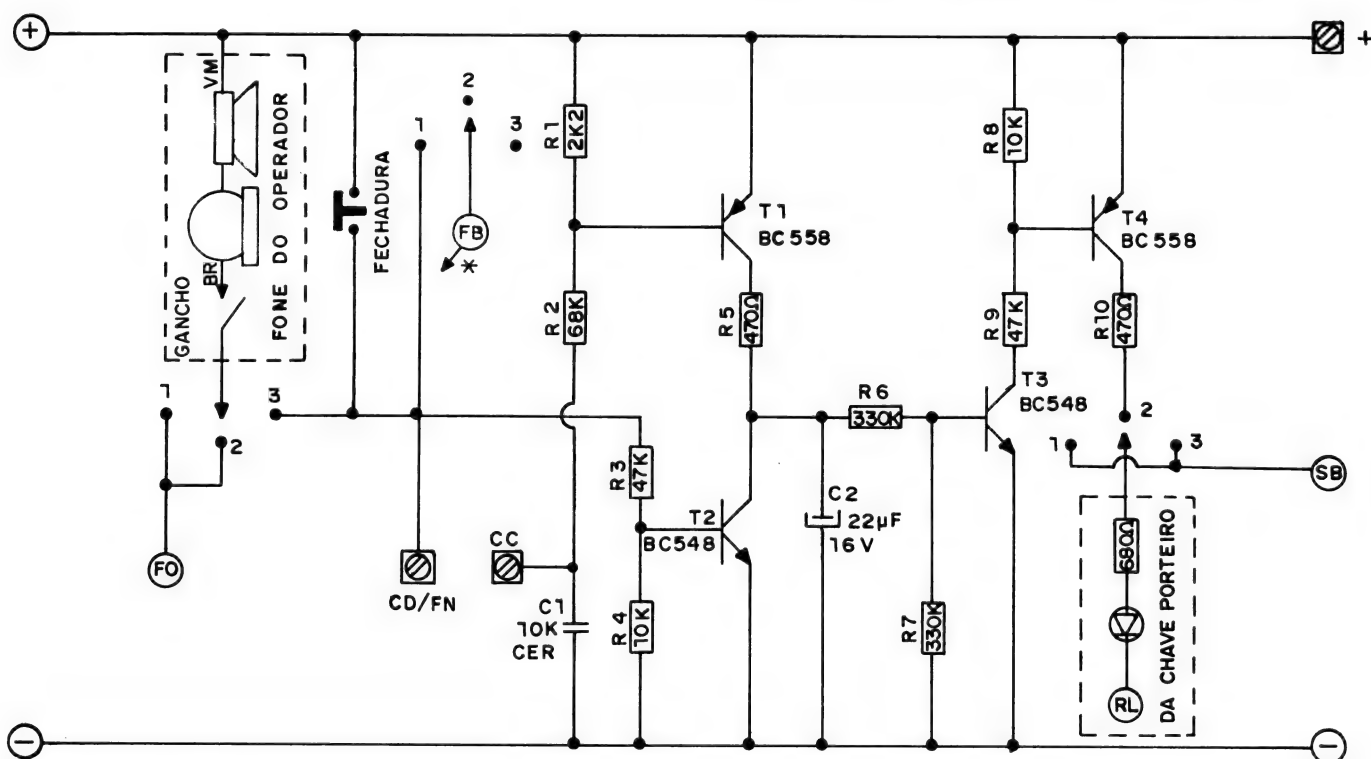 +
+
VM
FONE DO OPERADOR
BR
GANCHO
1
2
3
FO
FECHADURA
1
2
3
FB
*
CD/FN
CC
R1
2K2
R2
68K
C1
10K
CER
R3
47K
R4
10K
T1
BC558
R5
470Ω
T2
BC548
C2
22µF
16V
R6
330K
R7
330K
R8
10K
R9
47K
T3
BC548
T4
BC558
R10
470Ω
1
2
3
SB
680Ω
RL
DA CHAVE PORTEIRO
−
−